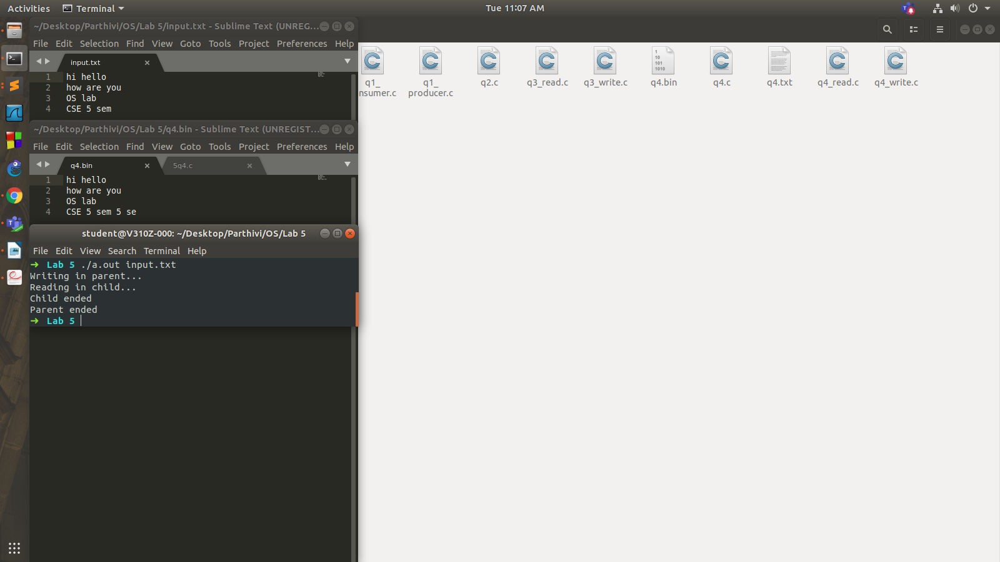 Activities Terminal Tue 11:07 AM
~/Desktop/Parthivi/OS/Lab 5/input.txt - Sublime Text (UNREG...
File Edit Selection Find View Goto Tools Project Preferences Help
input.txt
1 hi hello
2 how are you
3 OS lab
4 CSE 5 sem
~/Desktop/Parthivi/OS/Lab 5/q4.bin - Sublime Text (UNREGIST...
File Edit Selection Find View Goto Tools Project Preferences Help
q4.bin 5q4.c
1 hi hello
2 how are you
3 OS lab
4 CSE 5 sem 5 se
student@V310Z-000: ~/Desktop/Parthivi/OS/Lab 5
File Edit View Search Terminal Help
➜ Lab 5 ./a.out input.txt
Writing in parent...
Reading in child...
Child ended
Parent ended
➜ Lab 5
1
10
101
1010
q1_ q1_ q2.c q3_read.c q3_write.c q4.bin q4.c q4.txt q4_read.c q4_write.c
nsumer.c producer.c